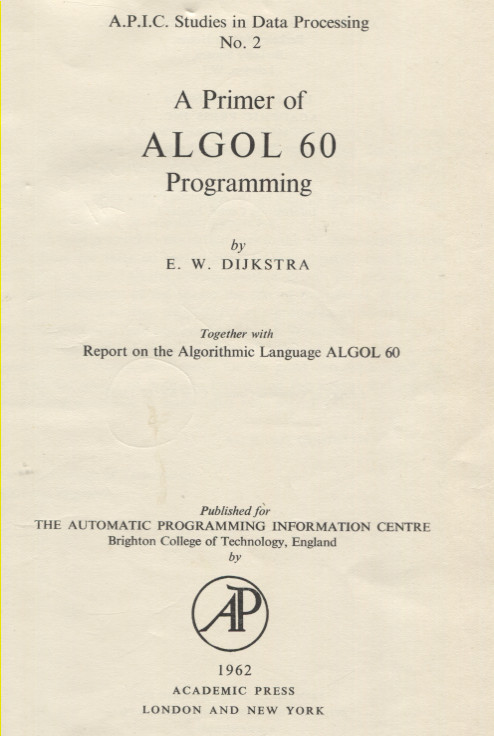 A.P.I.C. Studies in Data Processing
No. 2
A Primer of
ALGOL 60
Programming
by
E. W. DIJKSTRA
Together with
Report on the Algorithmic Language ALGOL 60
Published for
THE AUTOMATIC PROGRAMMING INFORMATION CENTRE
Brighton College of Technology, England
by
AP
1962
ACADEMIC PRESS
LONDON AND NEW YORK